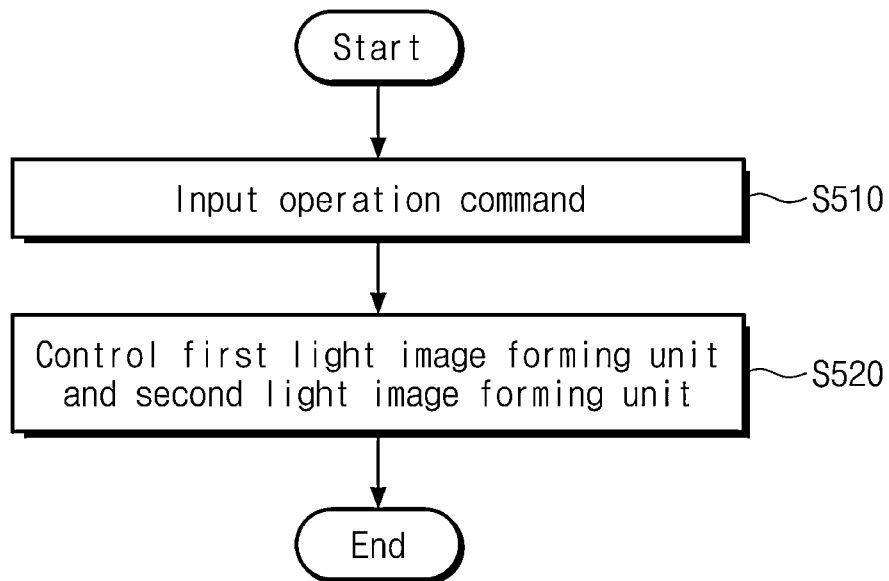 Start
Input operation command
S510
Control first light image forming unit
and second light image forming unit
S520
End